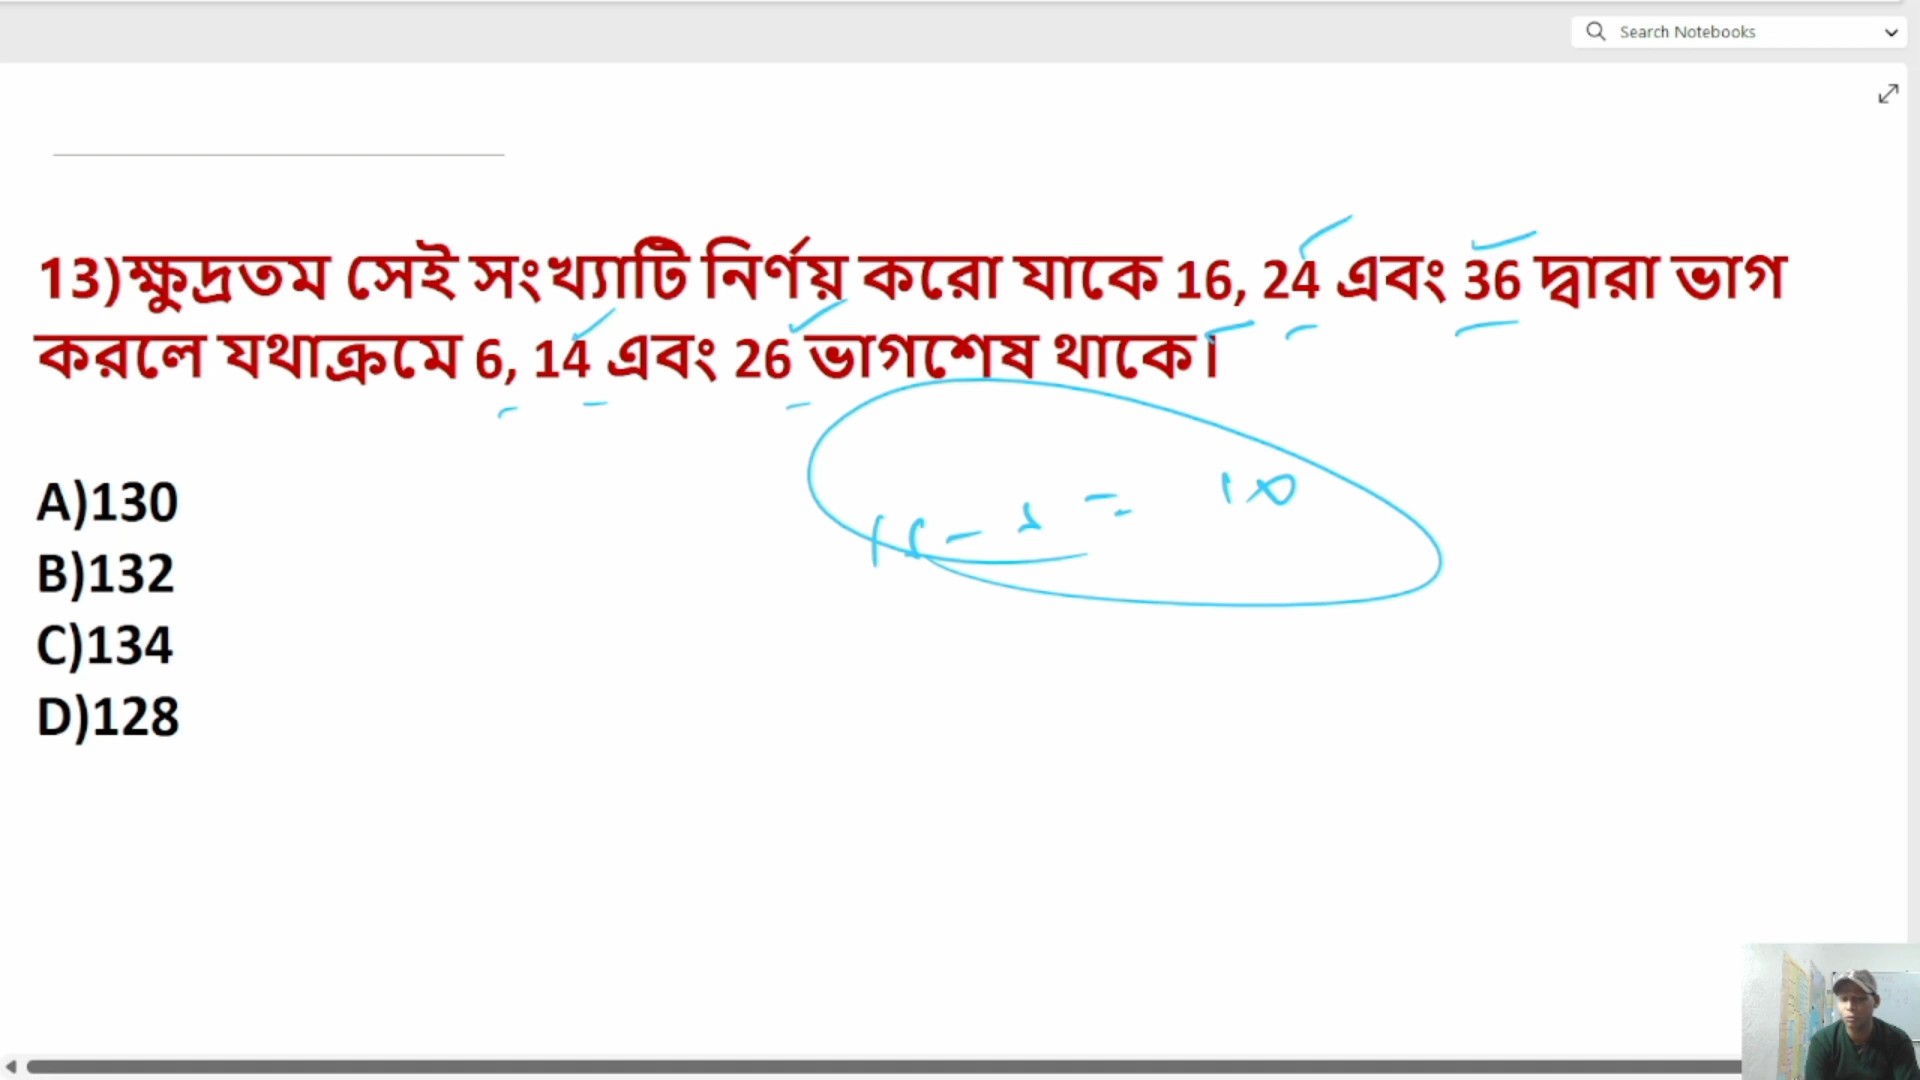 Search Notebooks
13)ক্ষুদ্রতম সেই সংখ্যাটি নির্ণয় করো যাকে 16, 24 এবং 36 দ্বারা ভাগ
করলে যথাক্রমে 6, 14 এবং 26 ভাগশেষ থাকে।
= 10
A)130
B)132
C)134
D)128